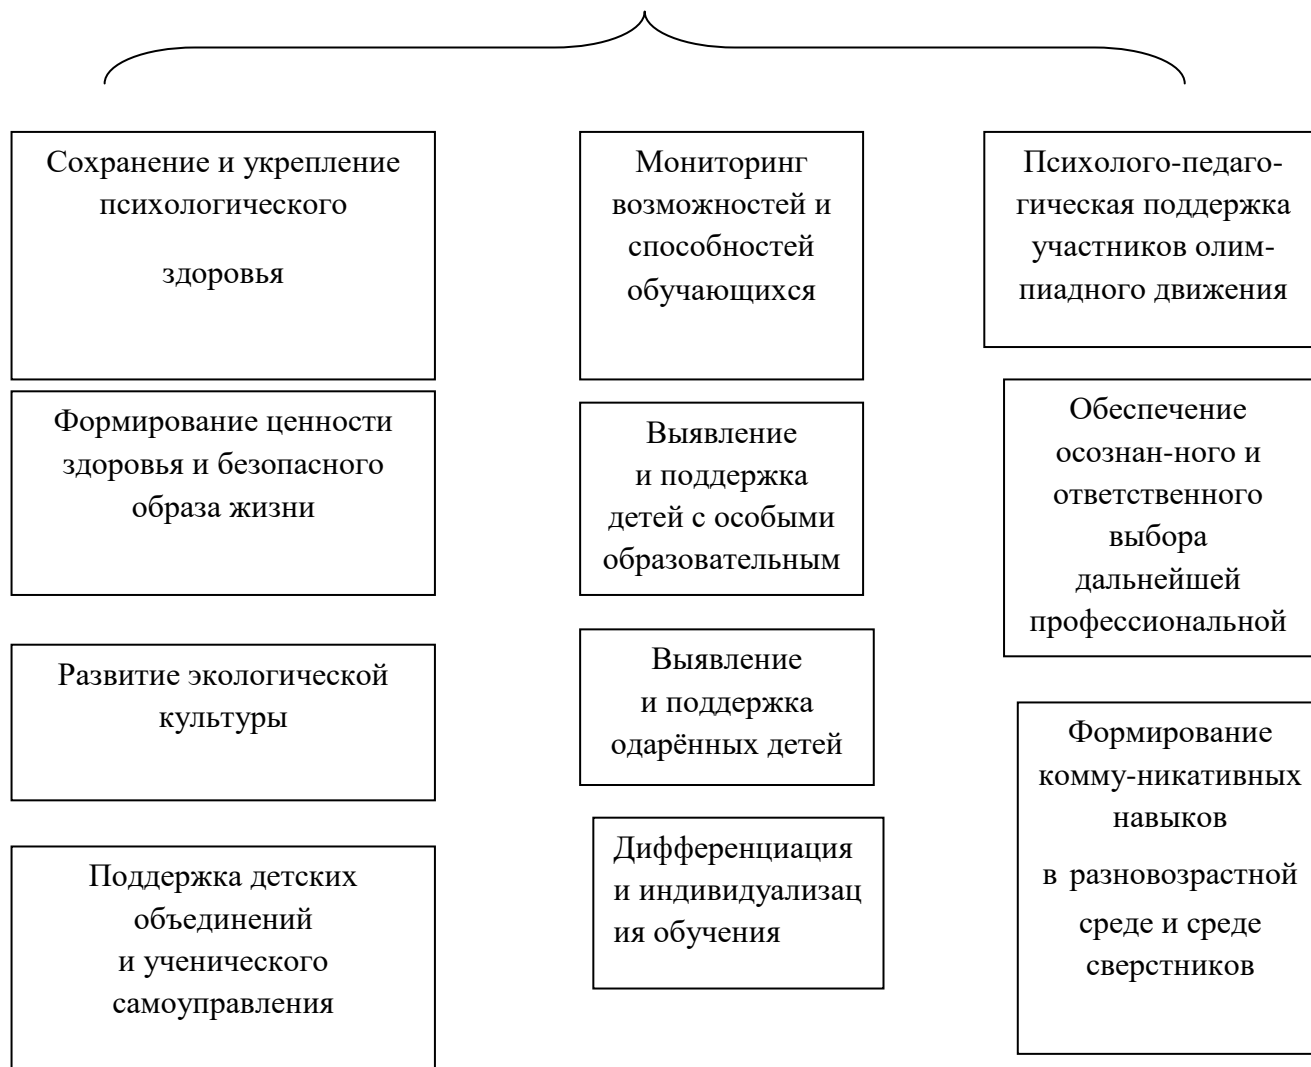 Сохранение и укрепление
психологического
здоровья
Формирование ценности
здоровья и безопасного
образа жизни
Развитие экологической
культуры
Поддержка детских
объединений
и ученического
самоуправления
Мониторинг
возможностей и
способностей
обучающихся
Выявление
и поддержка
детей с особыми
образовательным
Выявление
и поддержка
одарённых детей
Дифференциация
и индивидуализац
ия обучения
Психолого-педаго-
гическая поддержка
участников олим-
пиадного движения
Обеспечение
осознан-ного и
ответственного
выбора
дальнейшей
профессиональной
Формирование
комму-никативных
навыков
в разновозрастной
среде и среде
сверстников